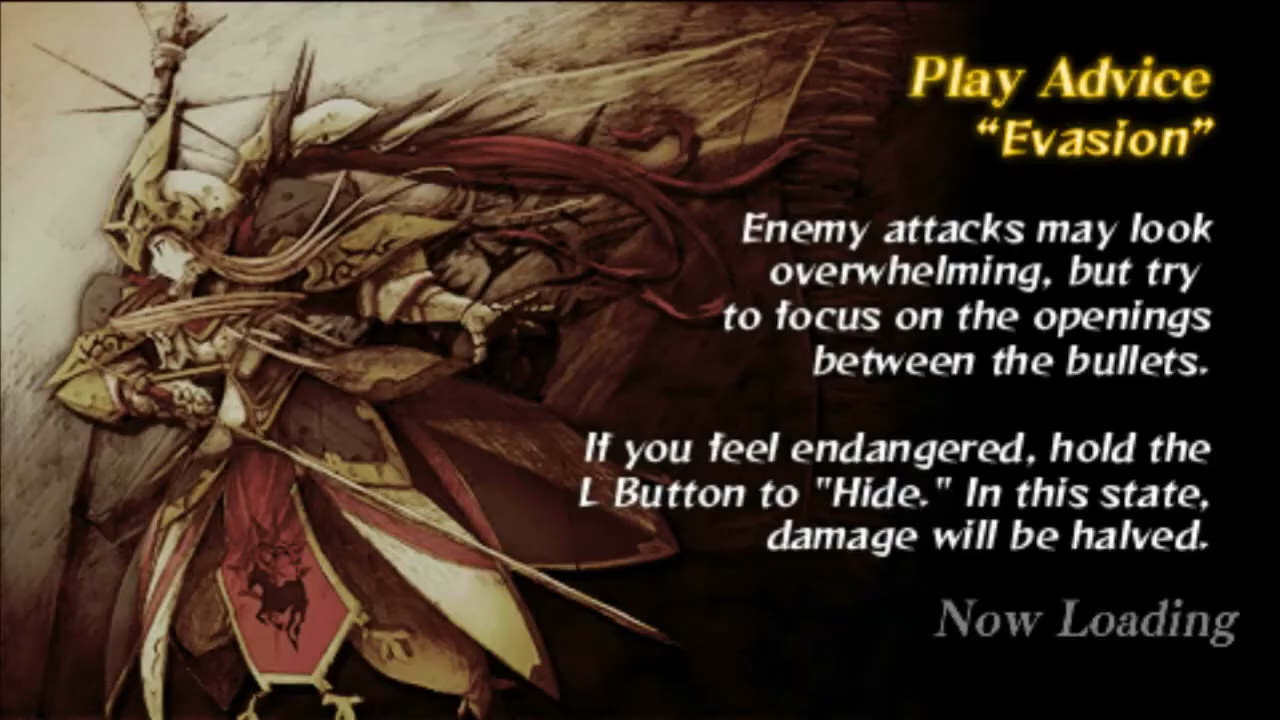 Play Advice
“Evasion”
Enemy attacks may look
overwhelming, but try
to focus on the openings
between the bullets.
If you feel endangered, hold the
L Button to "Hide." In this state,
damage will be halved.
Now Loading